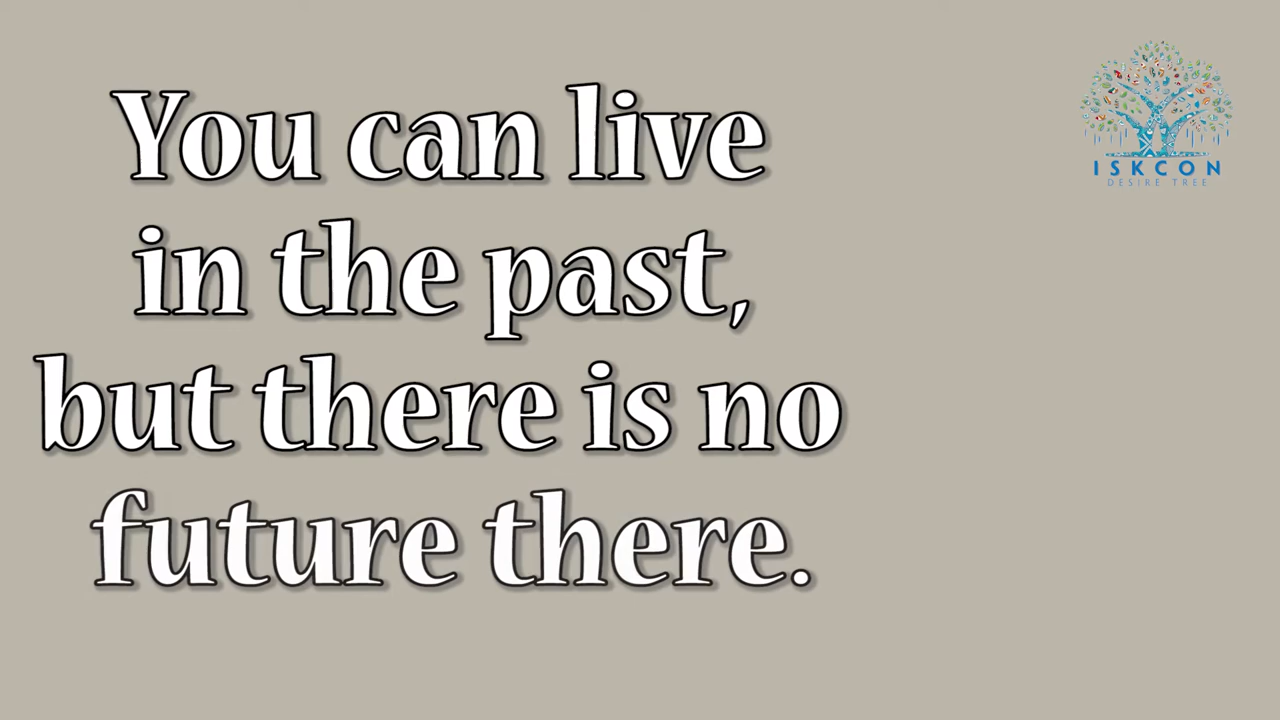 You can live
in the past,
but there is no
future there.
ISKCON
DESIRE TREE